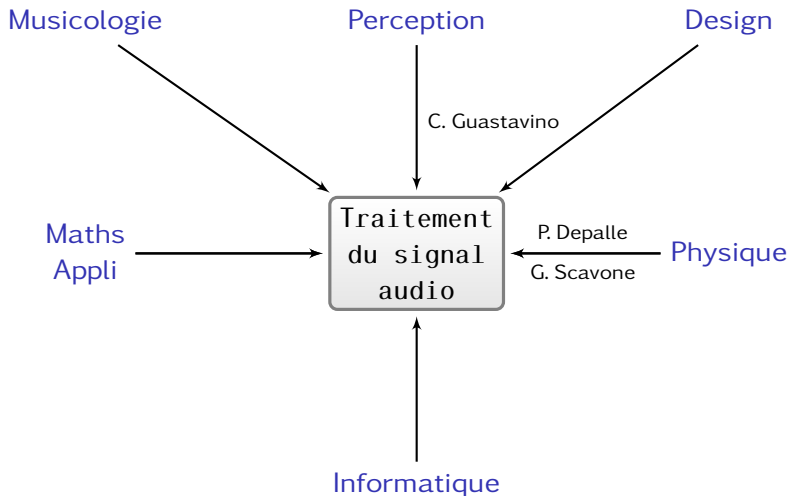 Musicologie
Perception
Design
C. Guastavino
Maths
Appli
Traitement
du signal
audio
P. Depalle
G. Scavone
Physique
Informatique